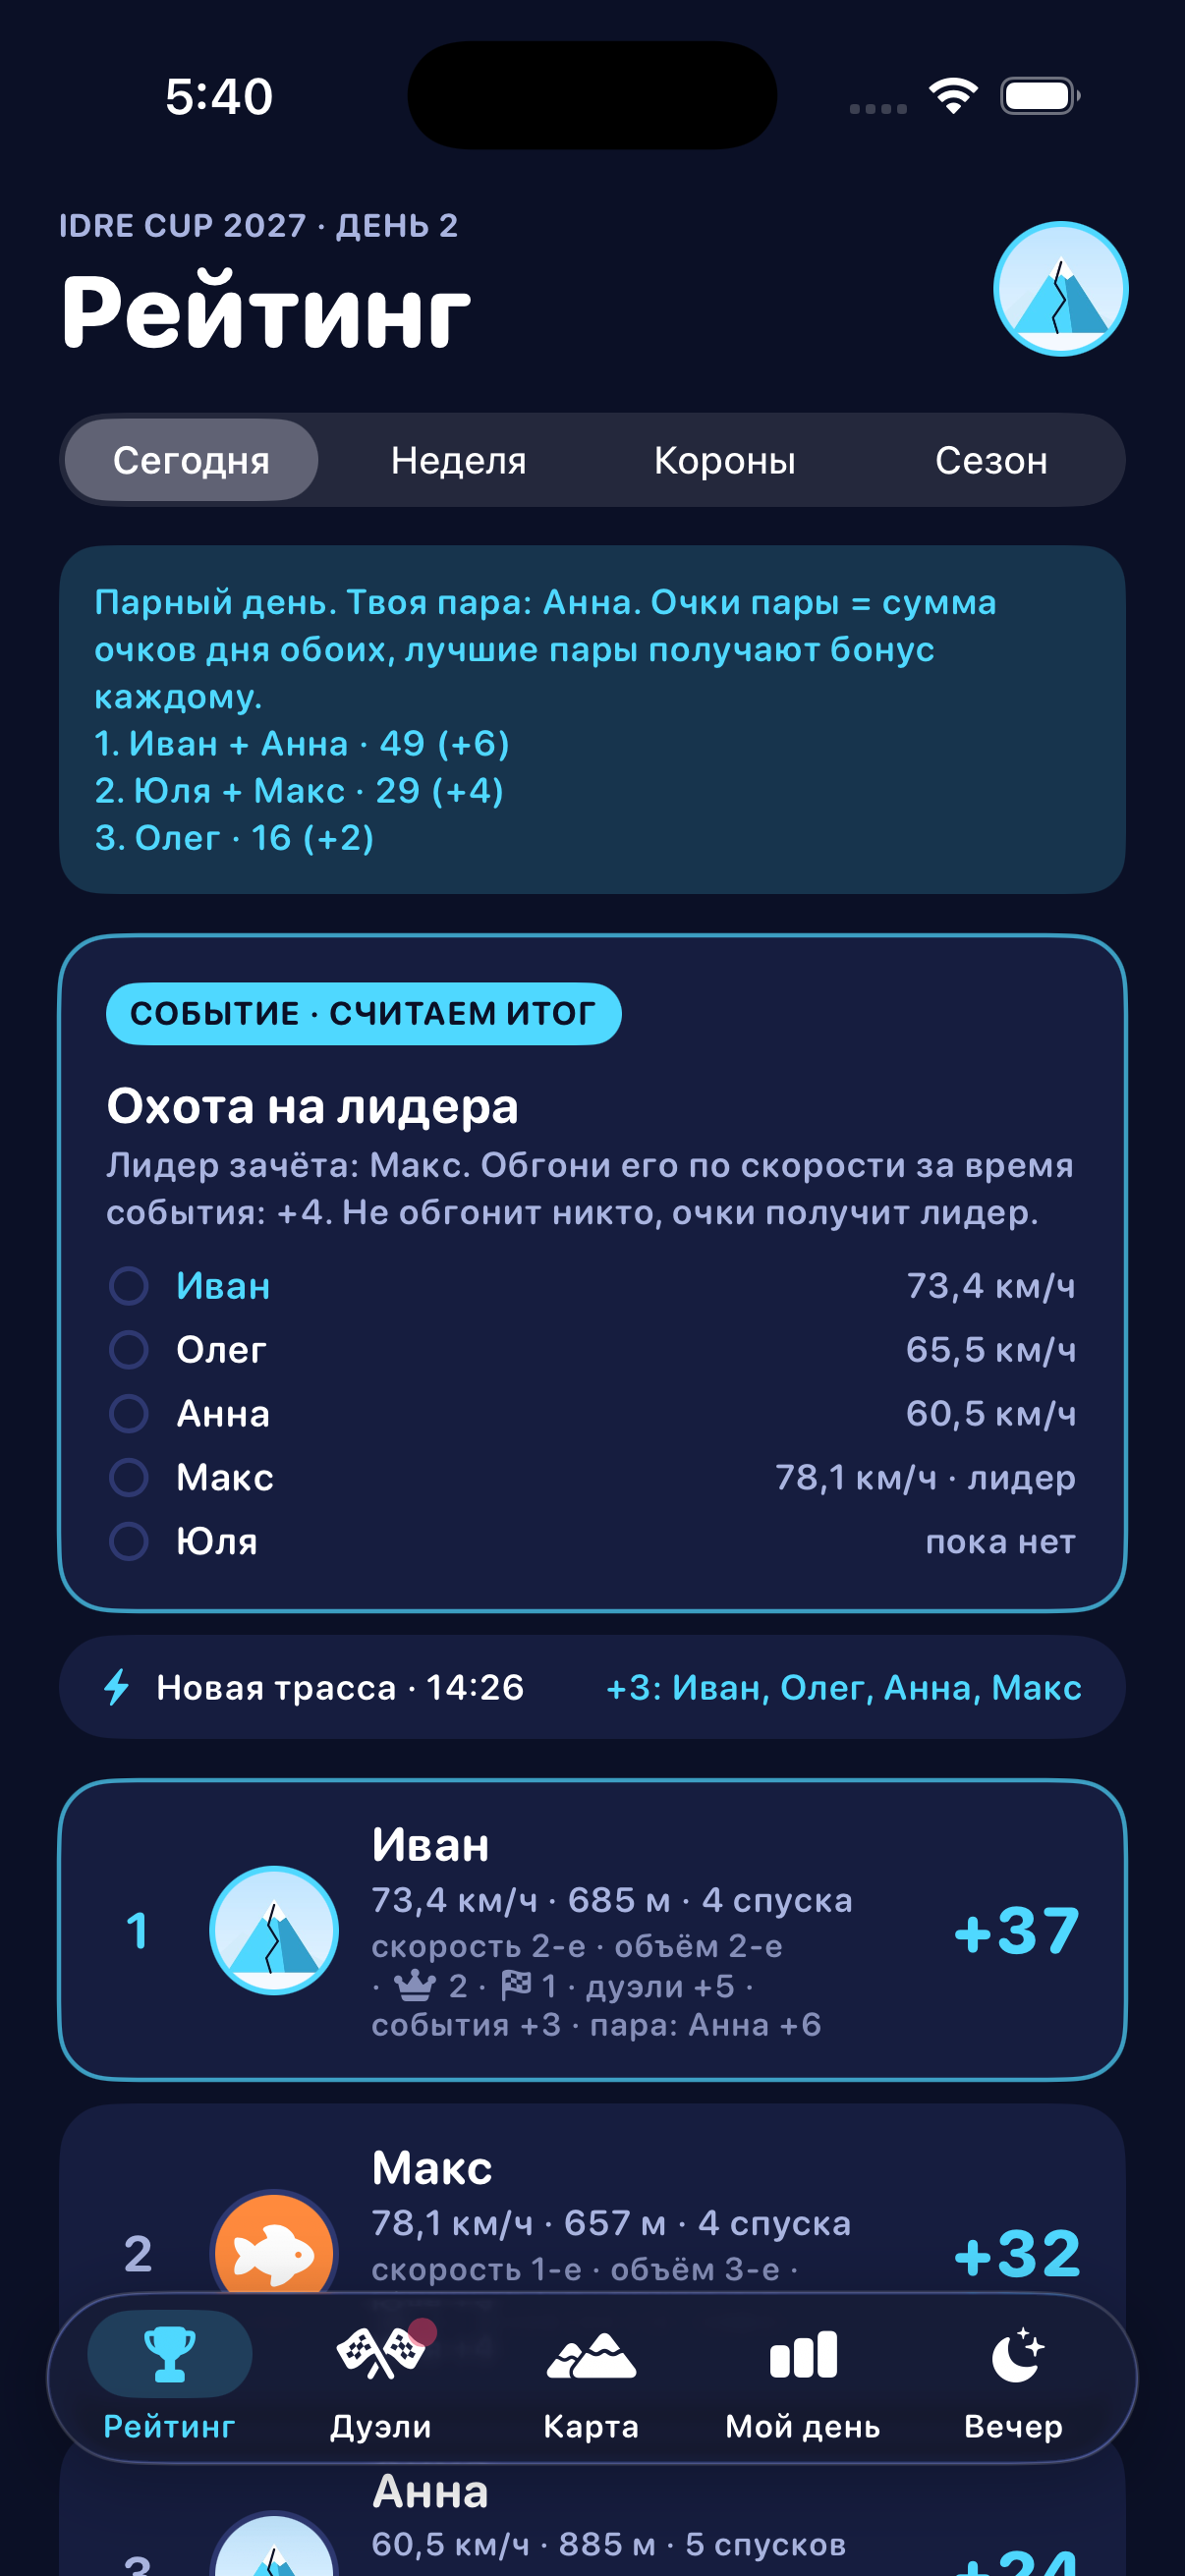 5:40
IDRE CUP 2027 · ДЕНЬ 2
Рейтинг
Сегодня Неделя Короны Сезон
Парный день. Твоя пара: Анна. Очки пары = сумма
очков дня обоих, лучшие пары получают бонус
каждому.
1. Иван + Анна · 49 (+6)
2. Юля + Макс · 29 (+4)
3. Олег · 16 (+2)
СОБЫТИЕ · СЧИТАЕМ ИТОГ
Охота на лидера
Лидер зачёта: Макс. Обгони его по скорости за время
события: +4. Не обгонит никто, очки получит лидер.
Иван 73,4 км/ч
Олег 65,5 км/ч
Анна 60,5 км/ч
Макс 78,1 км/ч · лидер
Юля пока нет
Новая трасса · 14:26 +3: Иван, Олег, Анна, Макс
Иван
73,4 км/ч · 685 м · 4 спуска
1 +37
скорость 2-е · объём 2-е
· 2 · 1 · дуэли +5 ·
события +3 · пара: Анна +6
Макс
78,1 км/ч · 657 м · 4 спуска
2 +32
скорость 1-е · объём 3-е ·
Рейтинг Дуэли Карта Мой день Вечер
Анна
60,5 км/ч · 885 м · 5 спусков
3 +24